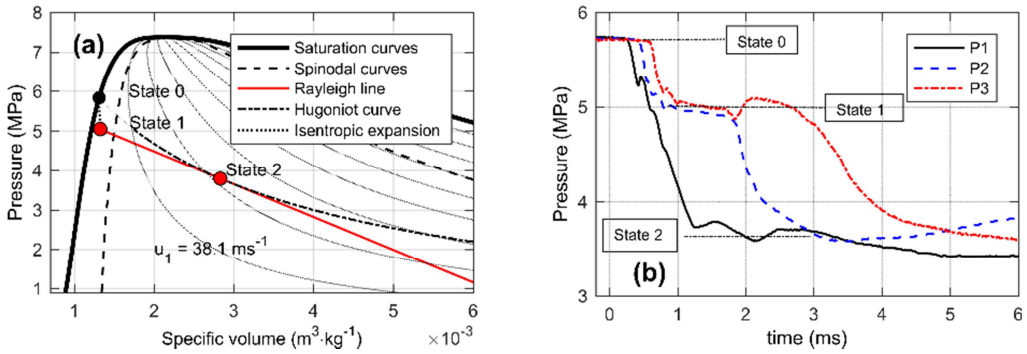 (a)
Saturation curves
Spinodal curves
Rayleigh line
Hugoniot curve
Isentropic expansion
State 0
State 1
State 2
u1 = 38.1 ms-1
8
7
6
5
4
3
2
1
Pressure (MPa)
1 2 3 4 5 6
Specific volume (m3·kg-1) ×10-3
State 0
P1
P2
P3
State 1
State 2
(b)
6
5
4
3
Pressure (MPa)
0 1 2 3 4 5 6
time (ms)